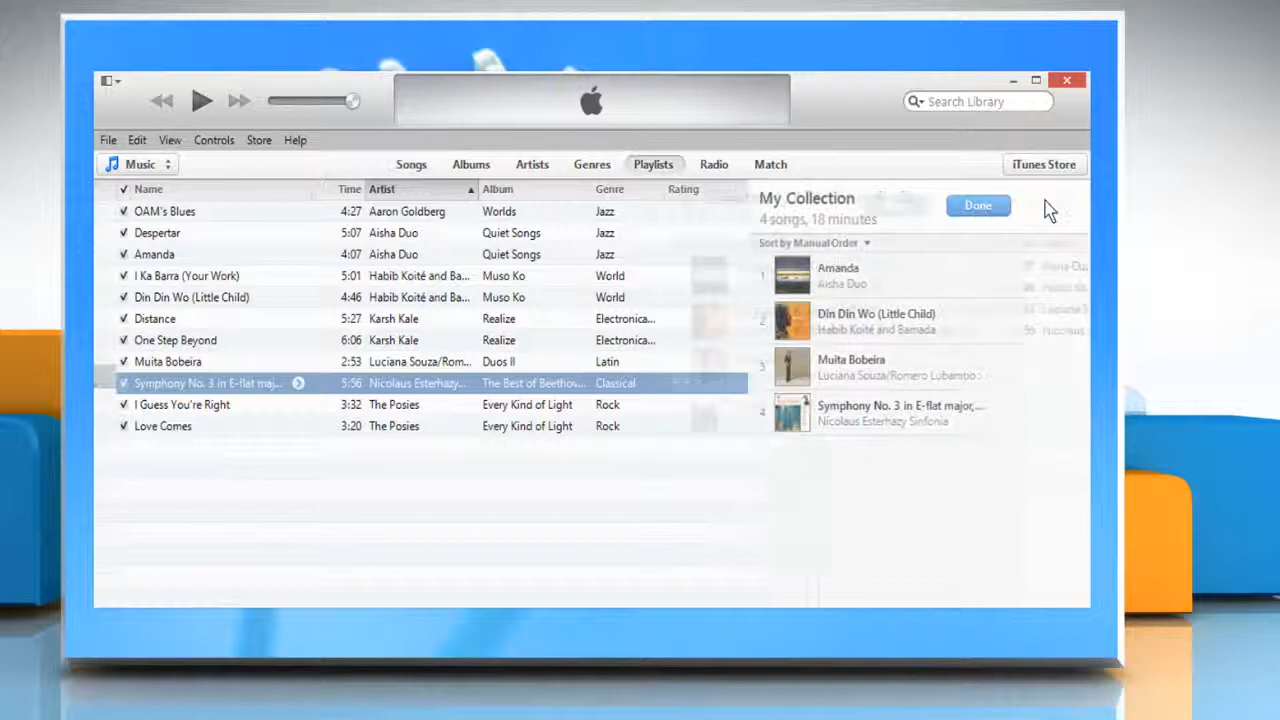 Search Library
File Edit View Controls Store Help
Music Songs Albums Artists Genres Playlists Radio Match iTunes Store
Name Time Artist Album Genre Rating
OAM's Blues 4:27 Aaron Goldberg Worlds Jazz
Despertar 5:07 Aisha Duo Quiet Songs Jazz
Amanda 4:07 Aisha Duo Quiet Songs Jazz
I Ka Barra (Your Work) 5:01 Habib Koité and Ba... Muso Ko World
Din Din Wo (Little Child) 4:46 Habib Koité and Ba... Muso Ko World
Distance 5:27 Karsh Kale Realize Electronica...
One Step Beyond 6:06 Karsh Kale Realize Electronica...
Muita Bobeira 2:53 Luciana Souza/Rom... Duos II Latin
Symphony No. 3 in E-flat maj... 5:56 Nicolaus Esterhazy... The Best of Beethov... Classical
I Guess You're Right 3:32 The Posies Every Kind of Light Rock
Love Comes 3:20 The Posies Every Kind of Light Rock
My Collection
4 songs, 18 minutes
Done
Sort by Manual Order
1 Amanda
Aisha Duo
2 Din Din Wo (Little Child)
Habib Koité and Bamada
3 Muita Bobeira
Luciana Souza/Romero Lubambo
4 Symphony No. 3 in E-flat major,...
Nicolaus Esterhazy Sinfonia